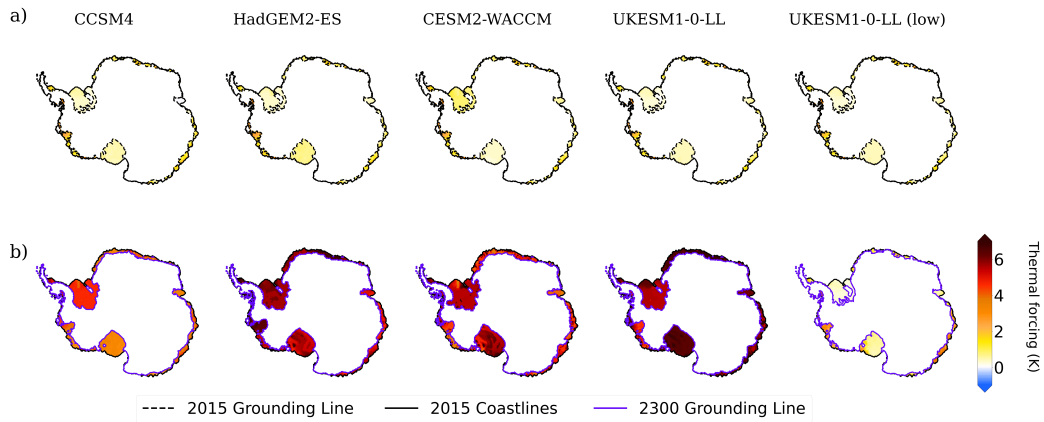 a)
CCSM4 HadGEM2-ES CESM2-WACCM UKESM1-0-LL UKESM1-0-LL (low)
b)
6
4
2
0
Thermal forcing (K)
2015 Grounding Line 2015 Coastlines 2300 Grounding Line